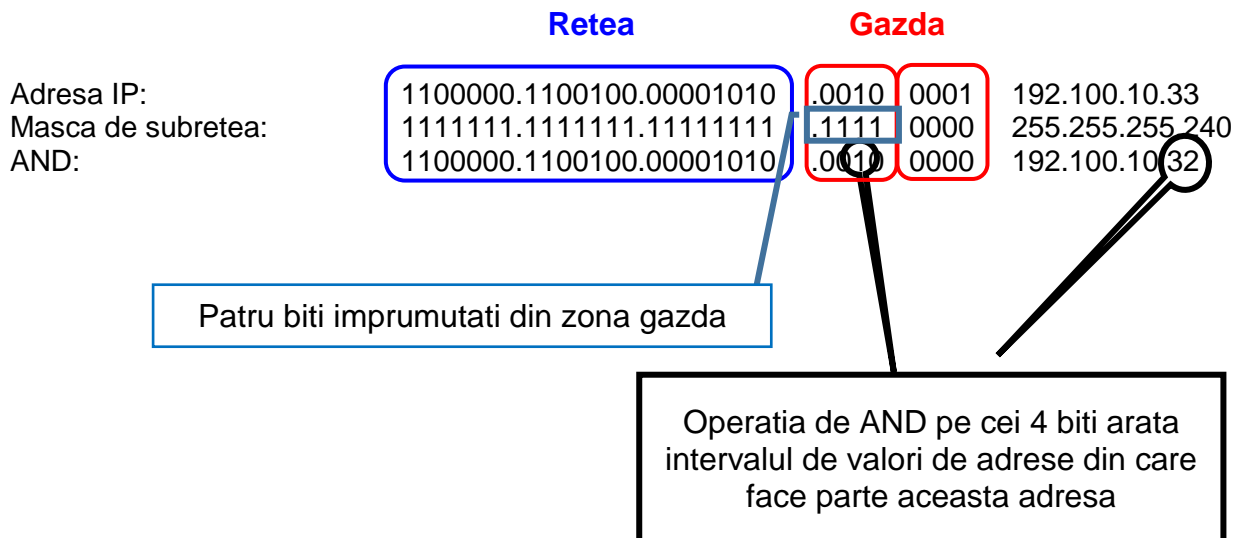 Retea Gazda
Adresa IP: 1100000.1100100.00001010 .0010 0001 192.100.10.33
Masca de subretea: 1111111.1111111.11111111 .1111 0000 255.255.255.240
AND: 1100000.1100100.00001010 .0010 0000 192.100.10.32
Patru biti imprumutati din zona gazda
Operatia de AND pe cei 4 biti arata
intervalul de valori de adrese din care
face parte aceasta adresa